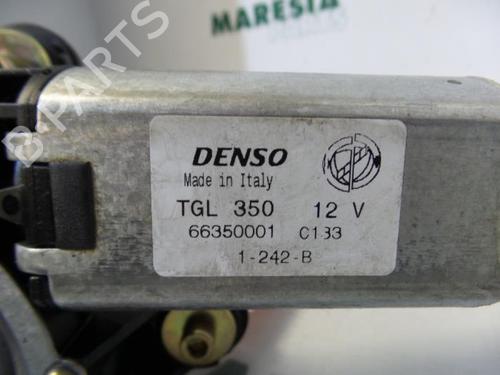 MARESIA
B-PARTS
DENSO
Made in Italy
TGL 350 12 V
66350001 C133
1-242-B